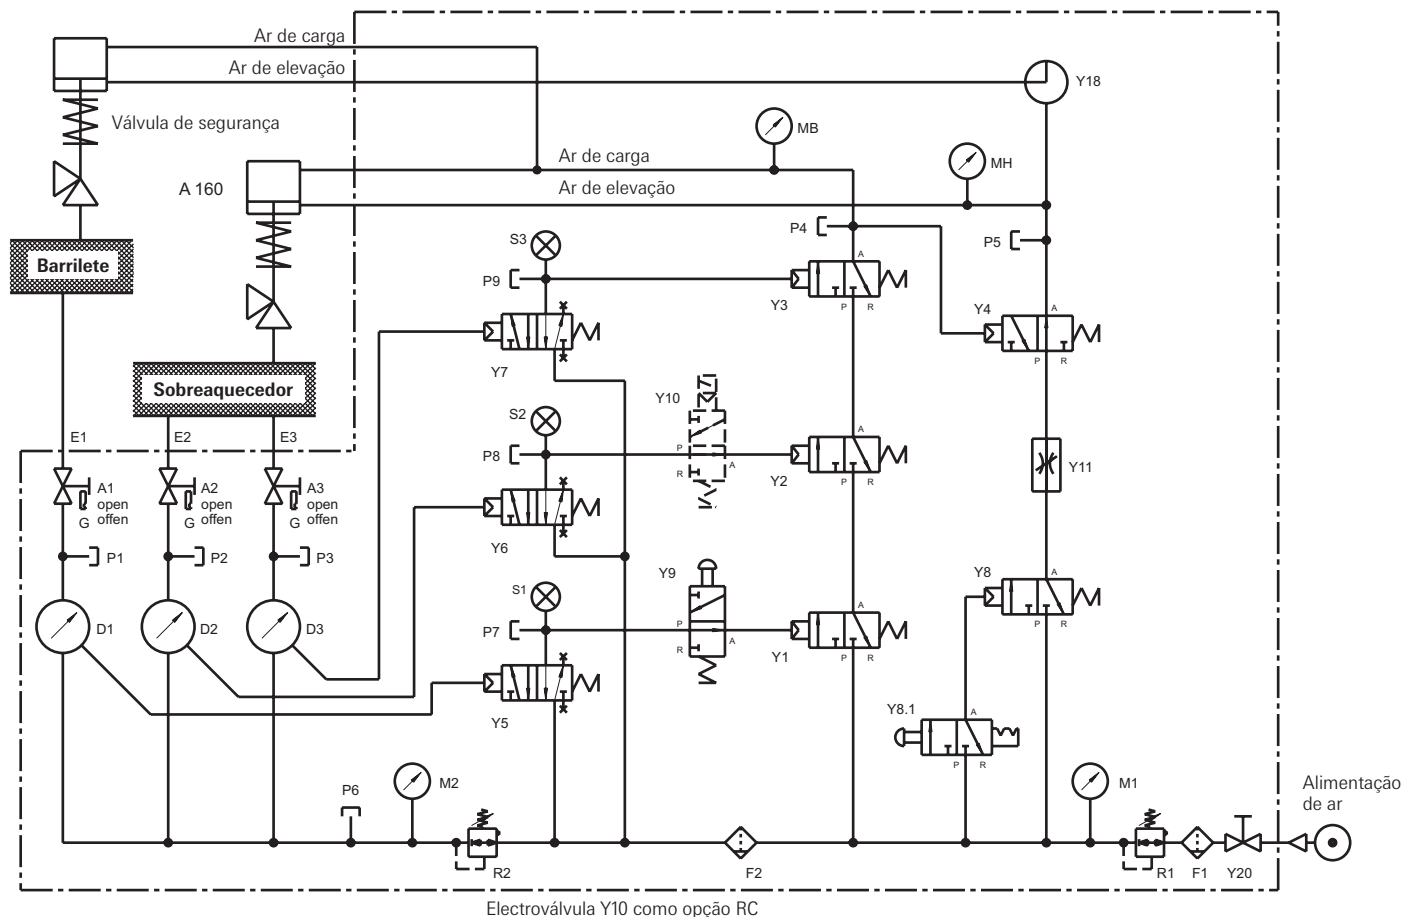 Ar de carga
Ar de elevação
Y18
Válvula de segurança
MB
Ar de carga
MH
A 160
Ar de elevação
P4
P5
S3
A
Barrilete
P9
Y3
P R
Y4
A
P R
Y7
Sobreaquecedor
Y10
S2
P
A
R
P8
A
Y2
P R
Y11
E1
E2
E3
A1
open
offen
G
A2
open
offen
G
A3
open
offen
G
Y6
P1
P2
P3
Y9
S1
Y8
A
P R
D1
D2
D3
P7
P
A
R
A
Y1
P R
Y5
Y8.1
A
P R
P6
M2
M1
Alimentação
de ar
R2
F2
R1
F1
Y20
Electroválvula Y10 como opção RC